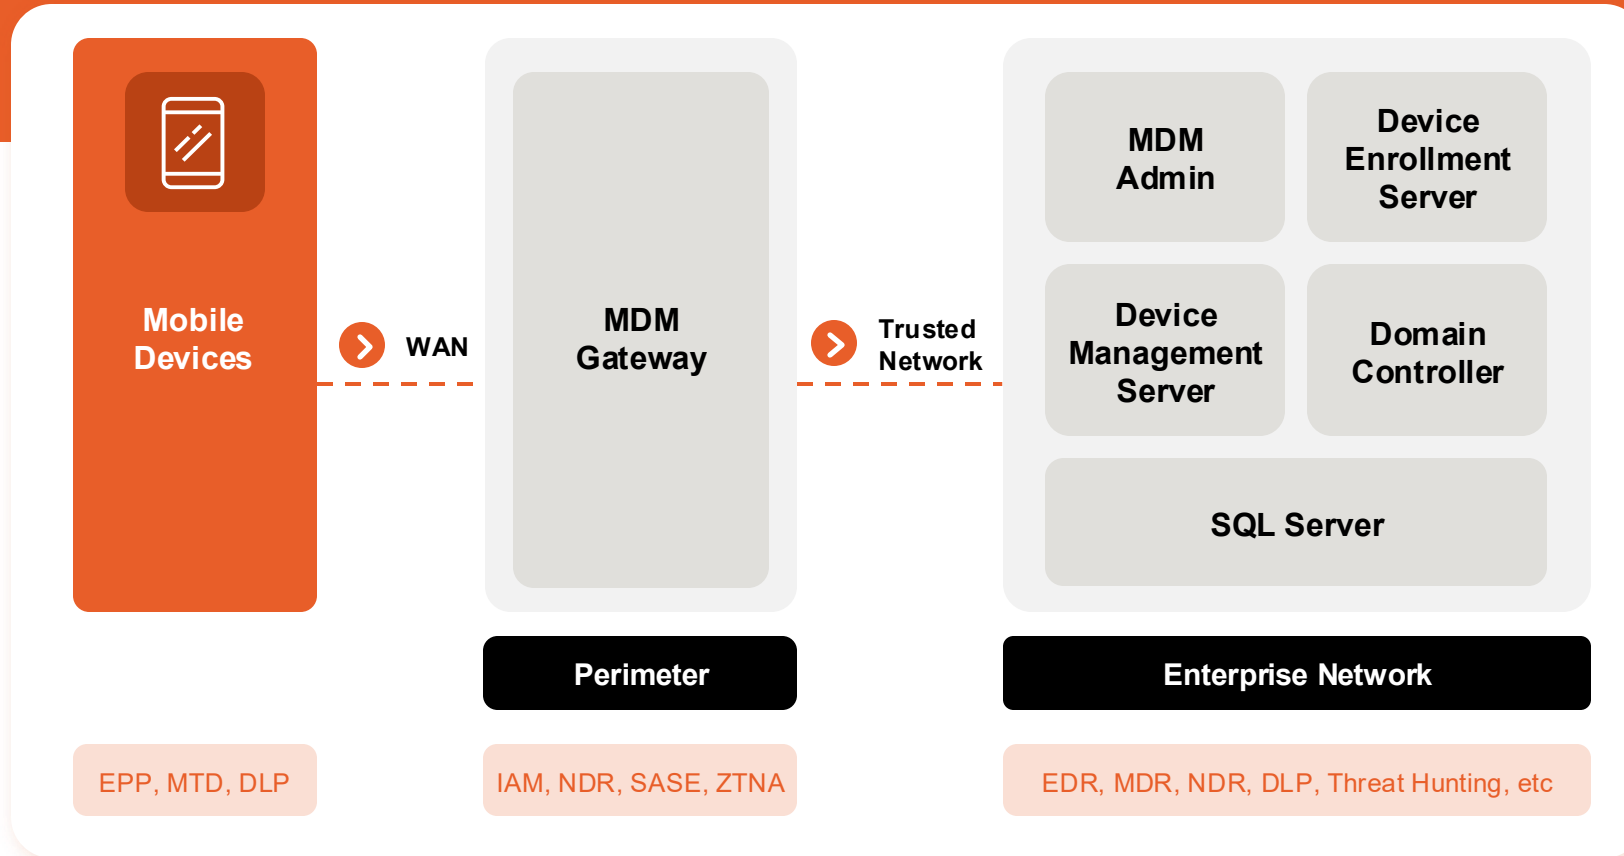 Mobile
Devices
WAN
MDM
Gateway
Trusted
Network
MDM
Admin
Device
Enrollment
Server
Device
Management
Server
Domain
Controller
SQL Server
Perimeter
Enterprise Network
EPP, MTD, DLP
IAM, NDR, SASE, ZTNA
EDR, MDR, NDR, DLP, Threat Hunting, etc